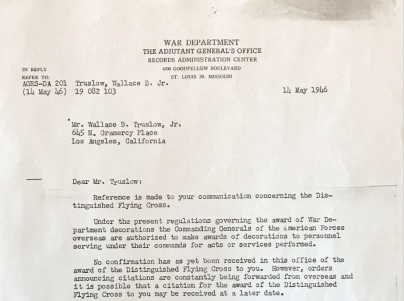 WAR DEPARTMENT
THE ADJUTANT GENERAL'S OFFICE
RECORDS ADMINISTRATION CENTER
4300 GOODFELLOW BOULEVARD
ST. LOUIS 20, MISSOURI
IN REPLY
REFER TO:
AGRS-DA 201 Truslow, Wallace B. Jr.
(14 May 46) 19 082 103
14 May 1946
Mr. Wallace B. Truslow, Jr.
645 N. Gramercy Place
Los Angeles, California
Dear Mr. Truslow:
Reference is made to your communication concerning the Dis-
tinguished Flying Cross.
Under the present regulations governing the award of War De-
partment decorations the Commanding Generals of the American Forces
overseas are authorized to make awards of decorations to personnel
serving under their commands for acts or services performed.
No confirmation has as yet been received in this office of
the award of the Distinguished Flying Cross to you. However, orders
announcing citations are constantly being forwarded from overseas and
it is possible that a citation for the award of the Distinguished
Flying Cross to you may be received at a later date.